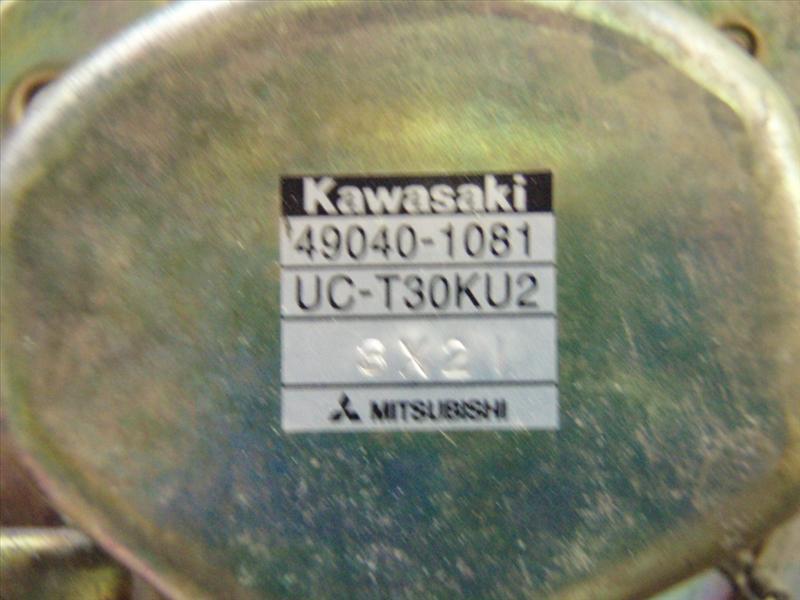 Kawasaki
49040-1081
UC-T30KU2
MITSUBISHI